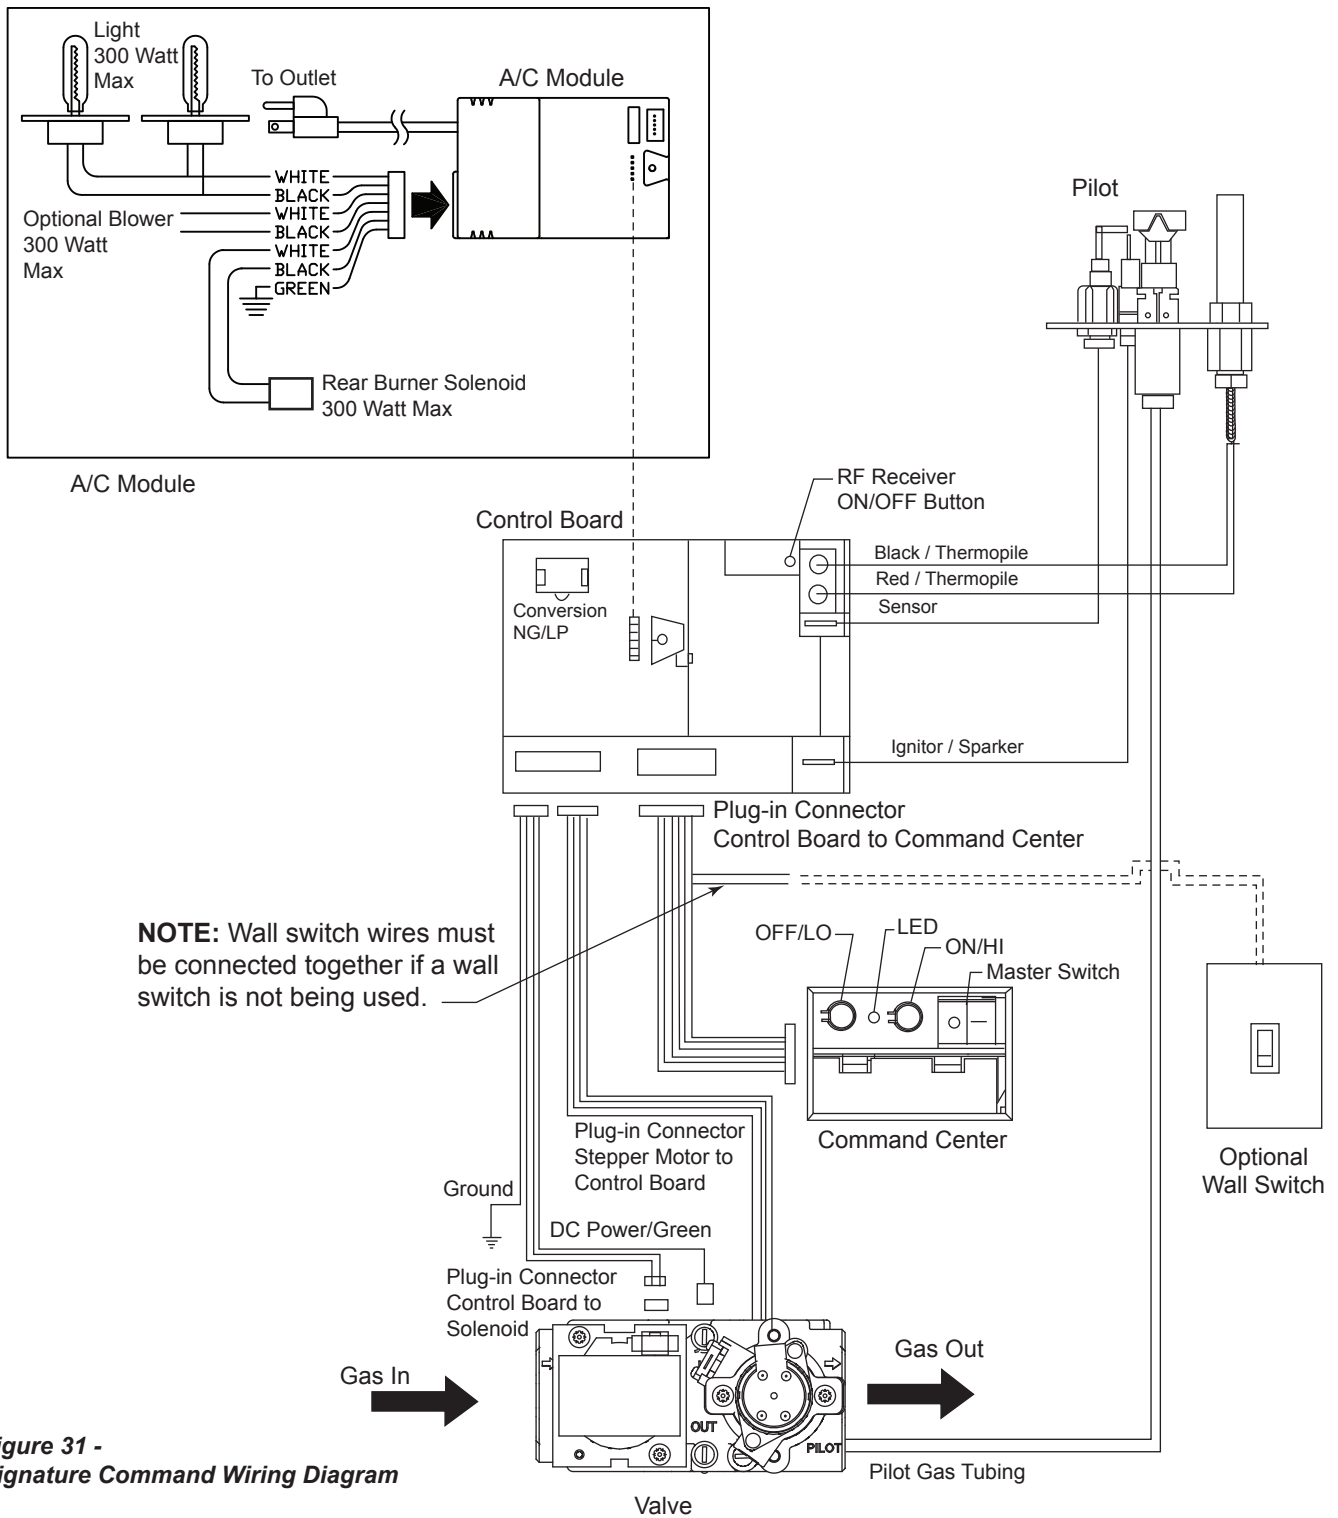 Light
300 Watt
Max
To Outlet
A/C Module
WHITE
BLACK
WHITE
BLACK
WHITE
BLACK
GREEN
Optional Blower
300 Watt
Max
Rear Burner Solenoid
300 Watt Max
A/C Module
Pilot
RF Receiver
ON/OFF Button
Control Board
Black / Thermopile
Red / Thermopile
Sensor
Conversion
NG/LP
Ignitor / Sparker
Plug-in Connector
Control Board to Command Center
NOTE: Wall switch wires must
be connected together if a wall
switch is not being used.
OFF/LO
LED
ON/HI
Master Switch
Command Center
Optional
Wall Switch
Plug-in Connector
Stepper Motor to
Control Board
Ground
DC Power/Green
Plug-in Connector
Control Board to
Solenoid
Gas In
Gas Out
OUT
PILOT
Pilot Gas Tubing
Valve
igure 31 -
ignature Command Wiring Diagram